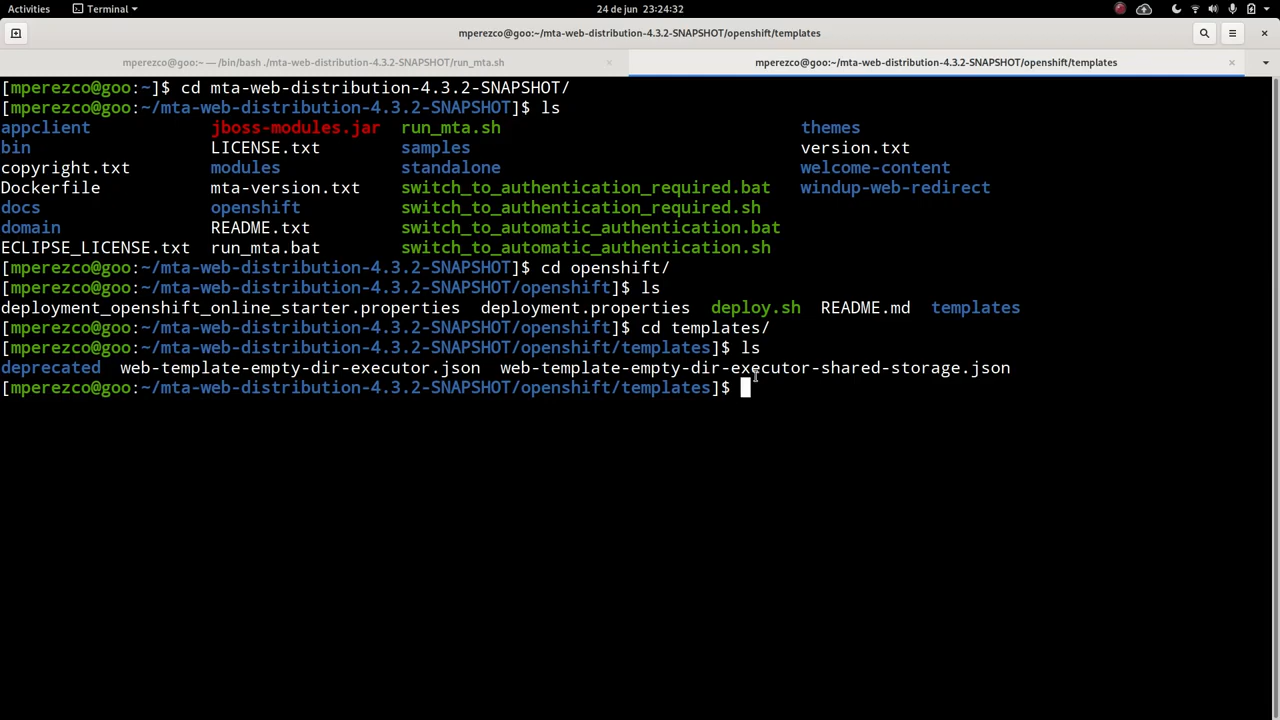 Activities Terminal 24 de jun 23:24:32
mperezco@goo:~/mta-web-distribution-4.3.2-SNAPSHOT/openshift/templates
mperezco@goo:~ — /bin/bash ./mta-web-distribution-4.3.2-SNAPSHOT/run_mta.sh × mperezco@goo:~/mta-web-distribution-4.3.2-SNAPSHOT/openshift/templates ×
[mperezco@goo:~]$ cd mta-web-distribution-4.3.2-SNAPSHOT/
[mperezco@goo:~/mta-web-distribution-4.3.2-SNAPSHOT]$ ls
appclient jboss-modules.jar run_mta.sh themes
bin LICENSE.txt samples version.txt
copyright.txt modules standalone welcome-content
Dockerfile mta-version.txt switch_to_authentication_required.bat windup-web-redirect
docs openshift switch_to_authentication_required.sh
domain README.txt switch_to_automatic_authentication.bat
ECLIPSE_LICENSE.txt run_mta.bat switch_to_automatic_authentication.sh
[mperezco@goo:~/mta-web-distribution-4.3.2-SNAPSHOT]$ cd openshift/
[mperezco@goo:~/mta-web-distribution-4.3.2-SNAPSHOT/openshift]$ ls
deployment_openshift_online_starter.properties deployment.properties deploy.sh README.md templates
[mperezco@goo:~/mta-web-distribution-4.3.2-SNAPSHOT/openshift]$ cd templates/
[mperezco@goo:~/mta-web-distribution-4.3.2-SNAPSHOT/openshift/templates]$ ls
deprecated web-template-empty-dir-executor.json web-template-empty-dir-executor-shared-storage.json
[mperezco@goo:~/mta-web-distribution-4.3.2-SNAPSHOT/openshift/templates]$